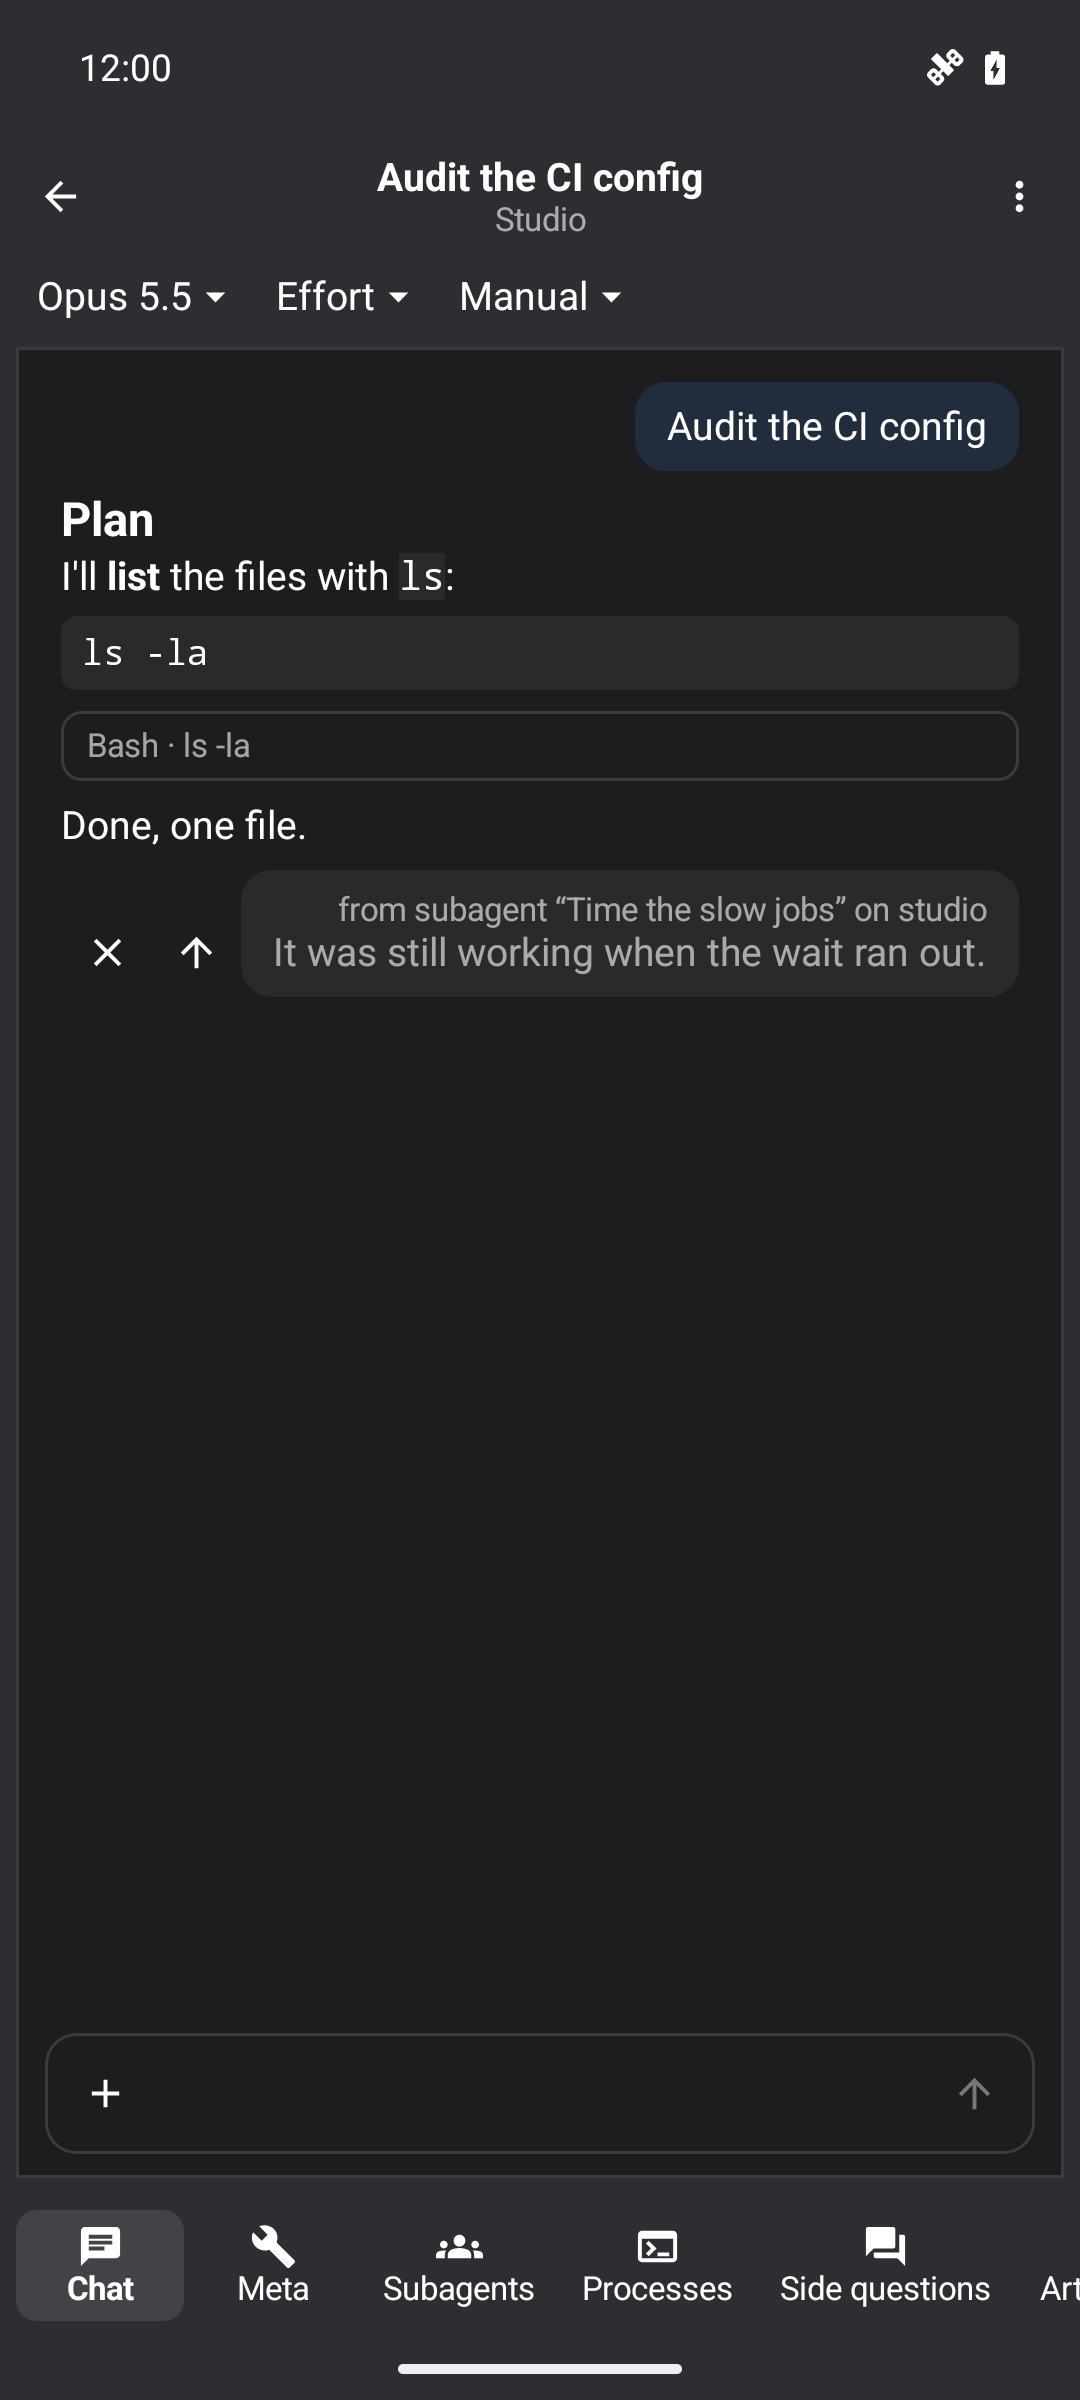 12:00
Audit the CI config
Studio
Opus 5.5
Effort
Manual
Audit the CI config
Plan
I'll list the files with ls:
ls -la
Bash · ls -la
Done, one file.
from subagent “Time the slow jobs” on studio
It was still working when the wait ran out.
Chat
Meta
Subagents
Processes
Side questions
Art